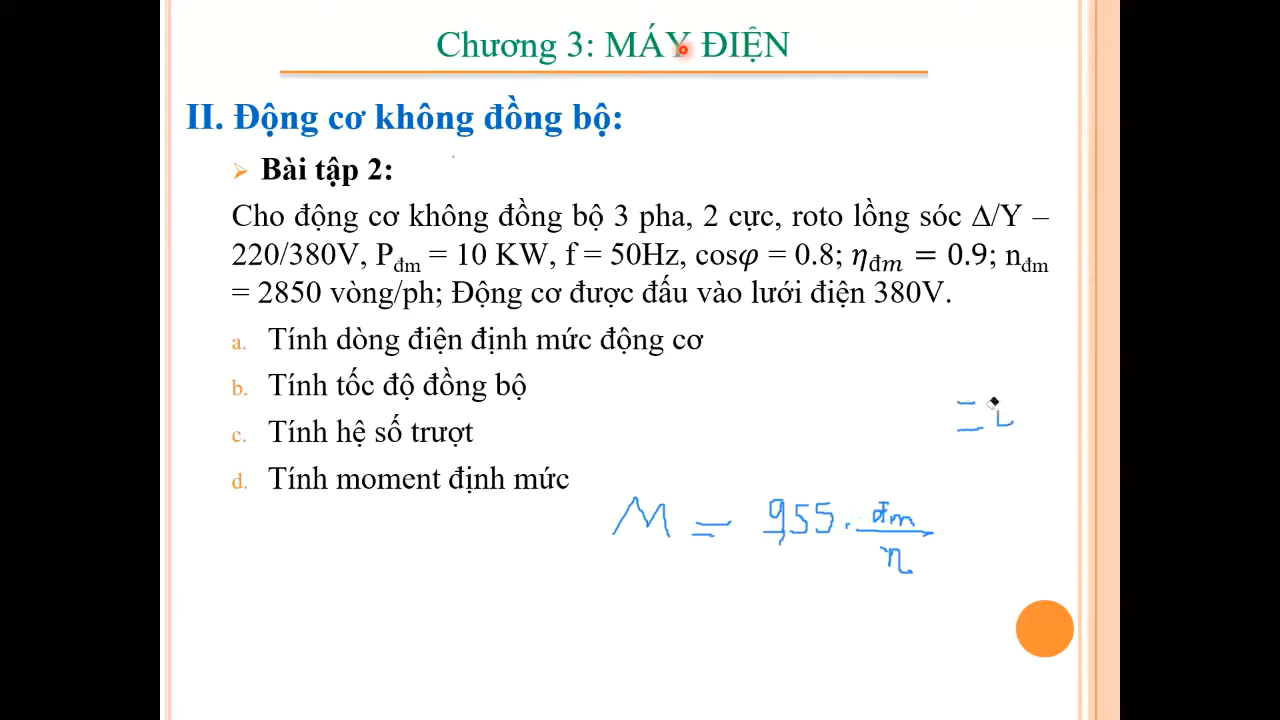 Chương 3: MÁY ĐIỆN
II. Động cơ không đồng bộ:
Bài tập 2:
Cho động cơ không đồng bộ 3 pha, 2 cực, roto lồng sóc Δ/Y –
220/380V, Pđm = 10 KW, f = 50Hz, cosφ = 0.8; ηđm = 0.9; nđm
= 2850 vòng/ph; Động cơ được đấu vào lưới điện 380V.
a. Tính dòng điện định mức động cơ
b. Tính tốc độ đồng bộ
c. Tính hệ số trượt
d. Tính moment định mức
M = 955. đm
n